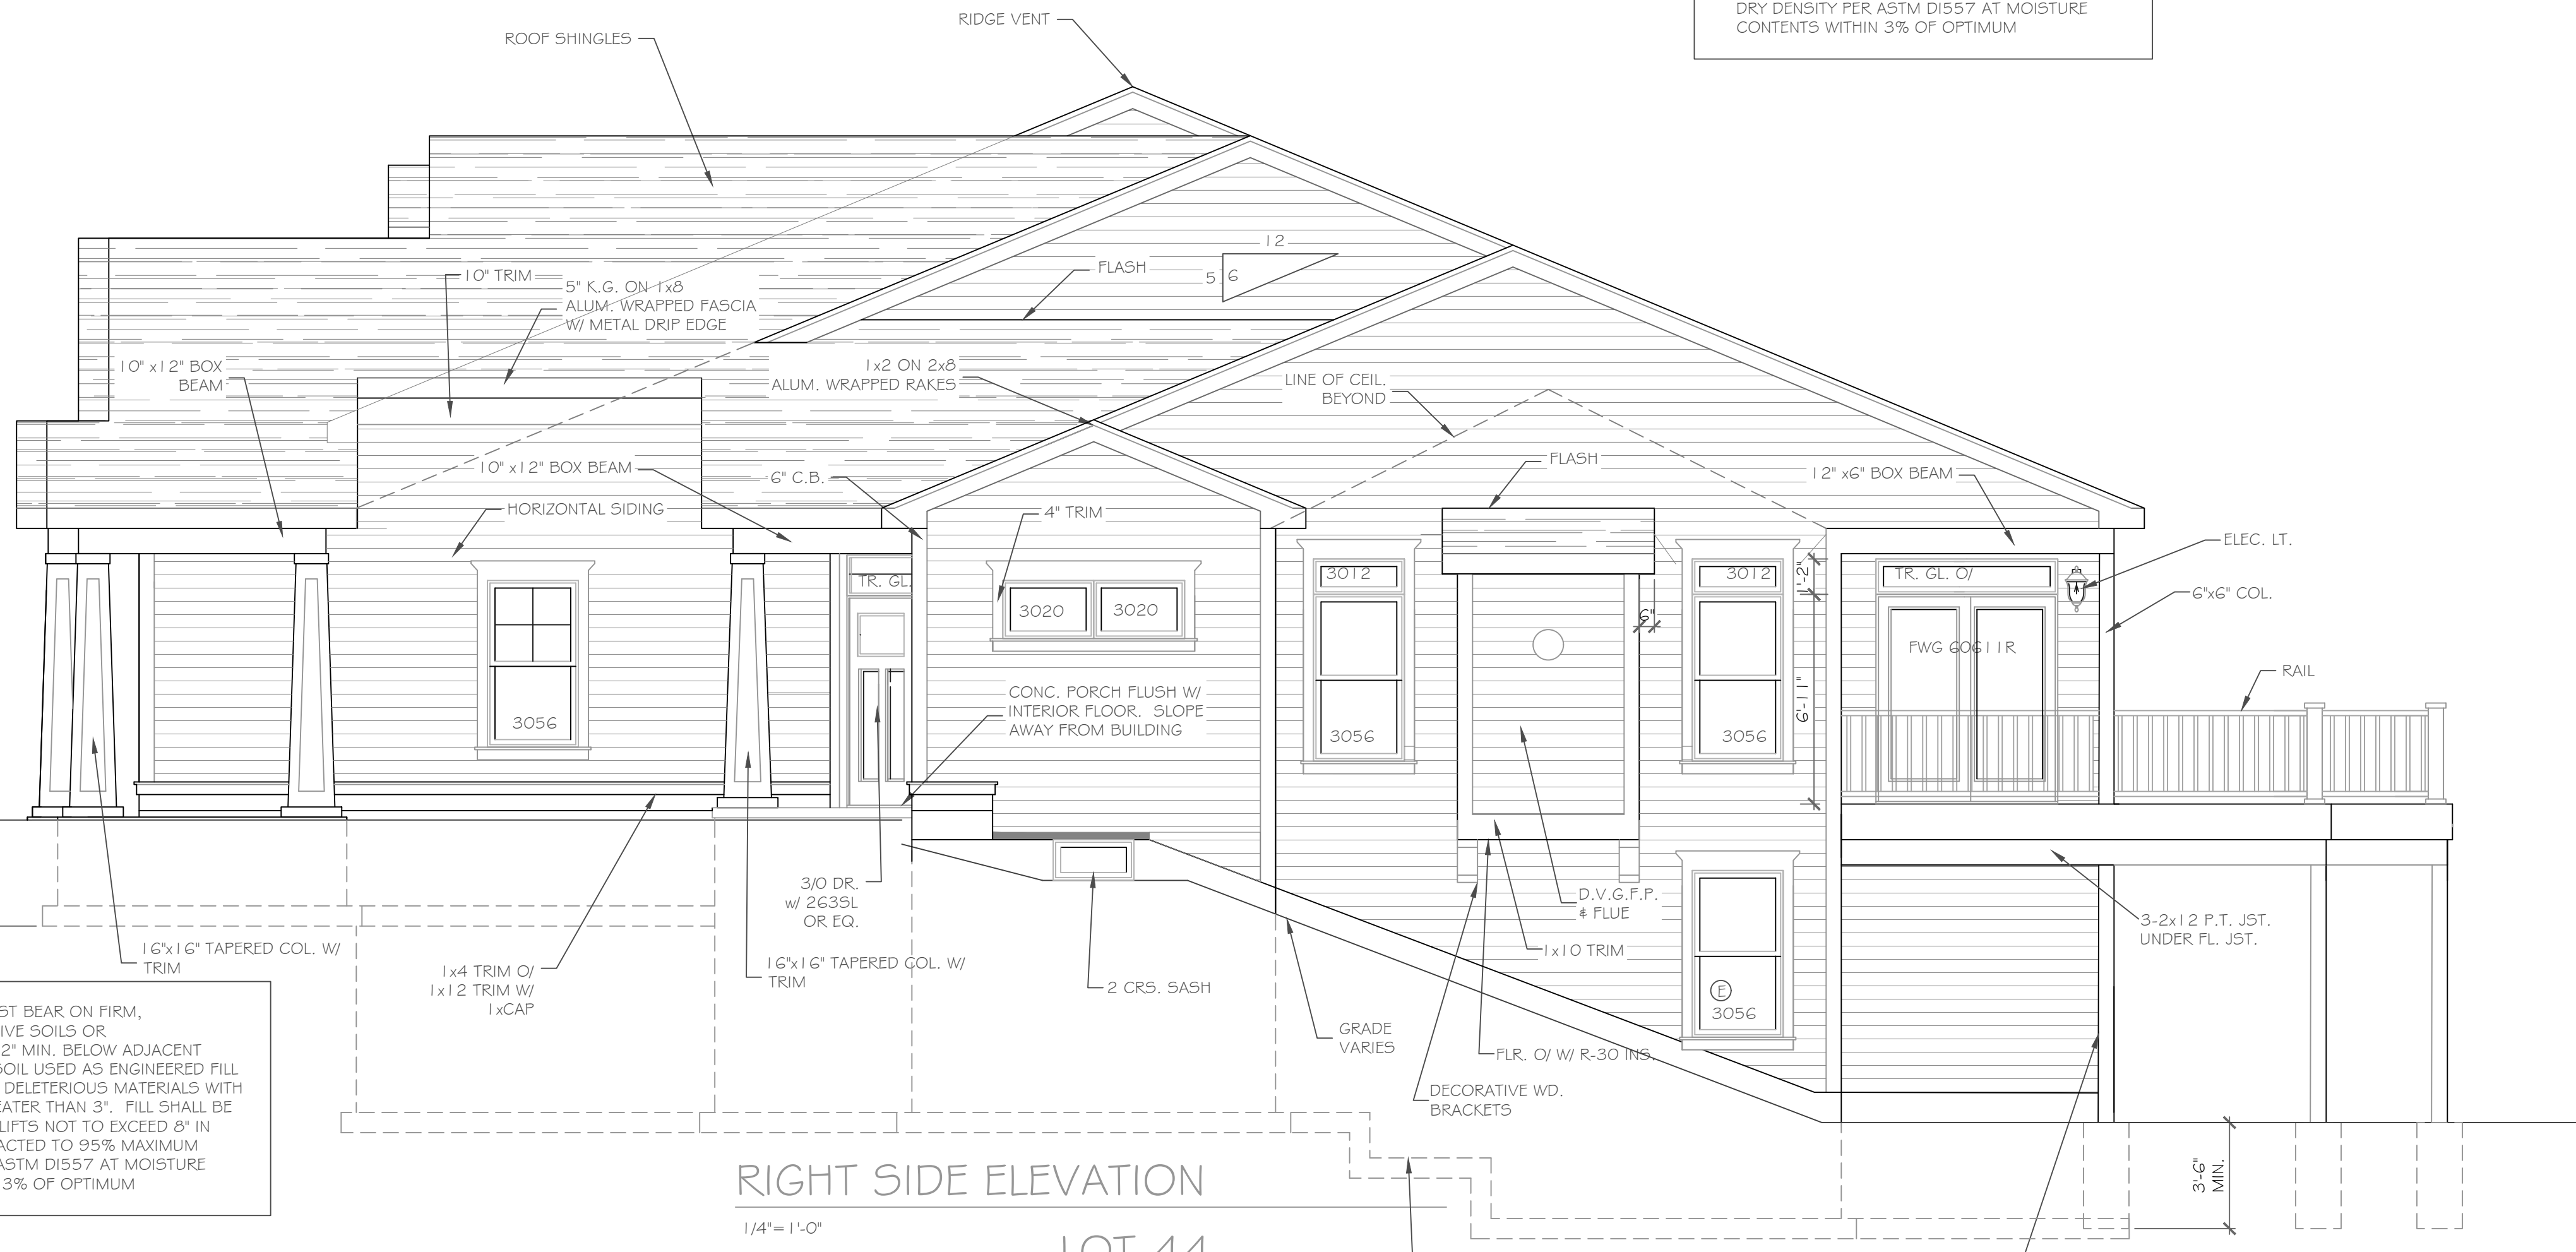 DRY DENSITY PER ASTM D1557 AT MOISTURE
CONTENTS WITHIN 3% OF OPTIMUM
RIDGE VENT
ROOF SHINGLES
12
FLASH
10" TRIM
5" K.G. ON 1x8
ALUM. WRAPPED FASCIA
W/ METAL DRIP EDGE
10" x12" BOX
BEAM
1x2 ON 2x8
ALUM. WRAPPED RAKES
LINE OF CEIL.
BEYOND
10" x12" BOX BEAM
6" C.B.
FLASH
12" x6" BOX BEAM
HORIZONTAL SIDING
4" TRIM
ELEC. LT.
TR. GL.
3020
3020
3012
3012
1'-2"
TR. GL. O/
6"x6" COL.
6"
FWG 60611R
RAIL
CONC. PORCH FLUSH W/
INTERIOR FLOOR. SLOPE
AWAY FROM BUILDING
3056
3056
3056
6'-11"
3/0 DR.
w/ 263SL
OR EQ.
D.V.G.F.P.
& FLUE
3-2x12 P.T. JST.
UNDER FL. JST.
16"x16" TAPERED COL. W/
TRIM
1x4 TRIM O/
1x12 TRIM W/
1xCAP
16"x16" TAPERED COL. W/
TRIM
2 CRS. SASH
1x10 TRIM
E
3056
GRADE
VARIES
FLR. O/ W/ R-30 INS.
DECORATIVE WD.
BRACKETS
ST BEAR ON FIRM,
IVE SOILS OR
2" MIN. BELOW ADJACENT
SOIL USED AS ENGINEERED FILL
DELETERIOUS MATERIALS WITH
EATER THAN 3". FILL SHALL BE
LIFTS NOT TO EXCEED 8" IN
ACTED TO 95% MAXIMUM
ASTM D1557 AT MOISTURE
3% OF OPTIMUM
3'-6"
MIN.
RIGHT SIDE ELEVATION
1/4"=1'-0"
LOT 44